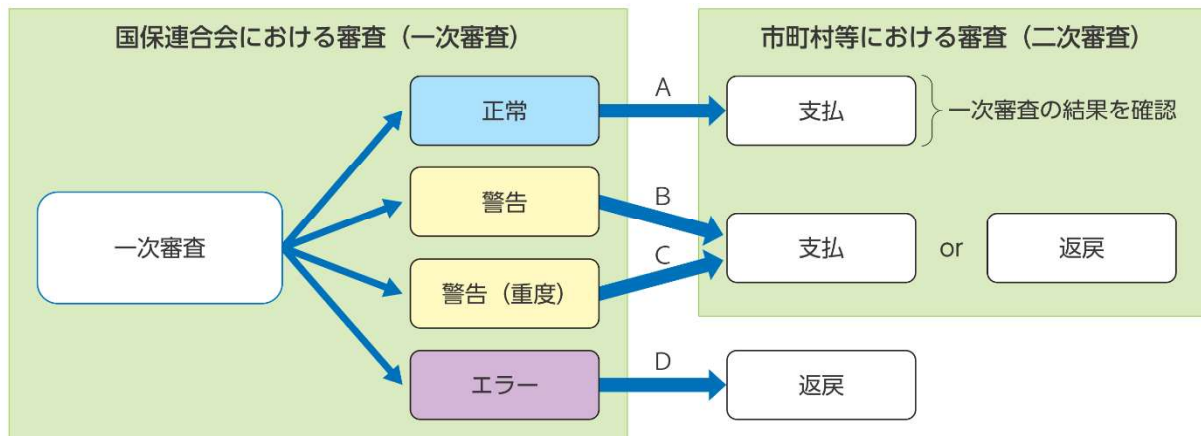 国保連合会における審査（一次審査）
市町村等における審査（二次審査）
一次審査
正常
A
支払
一次審査の結果を確認
警告
B
警告（重度）
C
支払
or
返戻
エラー
D
返戻